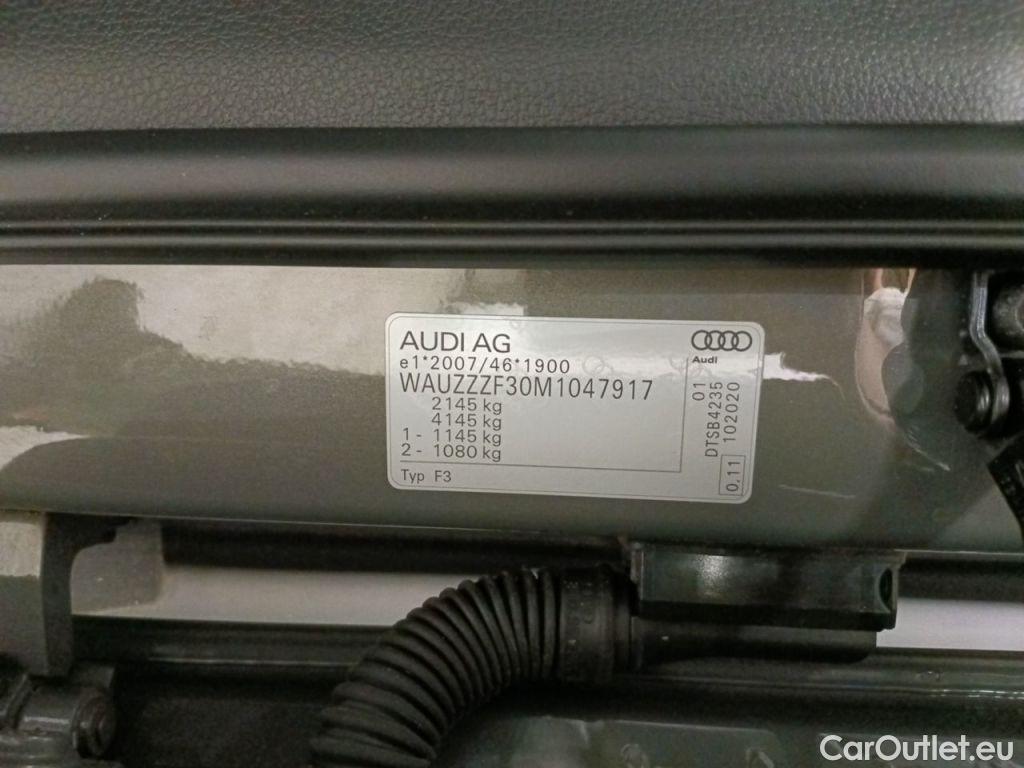 AUDI AG
e1*2007/46*1900
WAUZZZF30M1047917
2145 kg
4145 kg
1 - 1145 kg
2 - 1080 kg
Typ F3
Audi
01
DTSB4235
0,11 102020
CarOutlet.eu